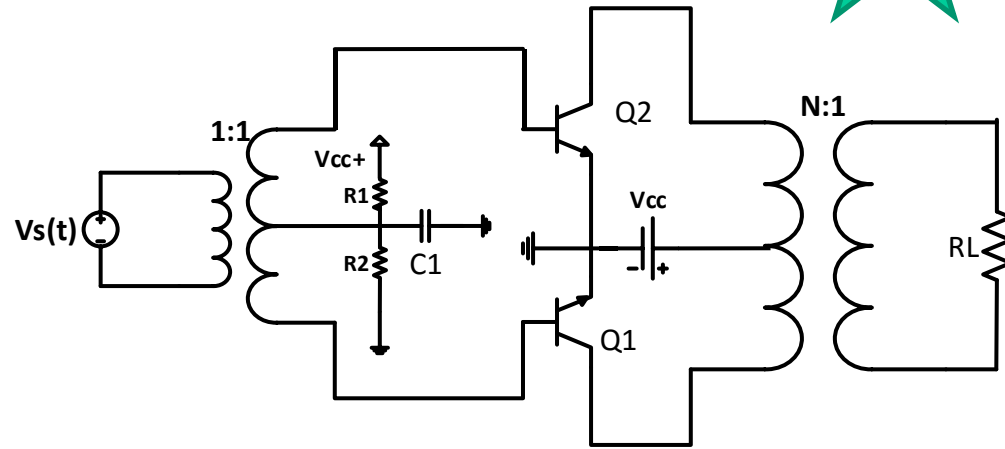 Q2
N:1
1:1
Vcc+
R1
Vcc
Vs(t)
+
-
R2
C1
- +
RL
Q1